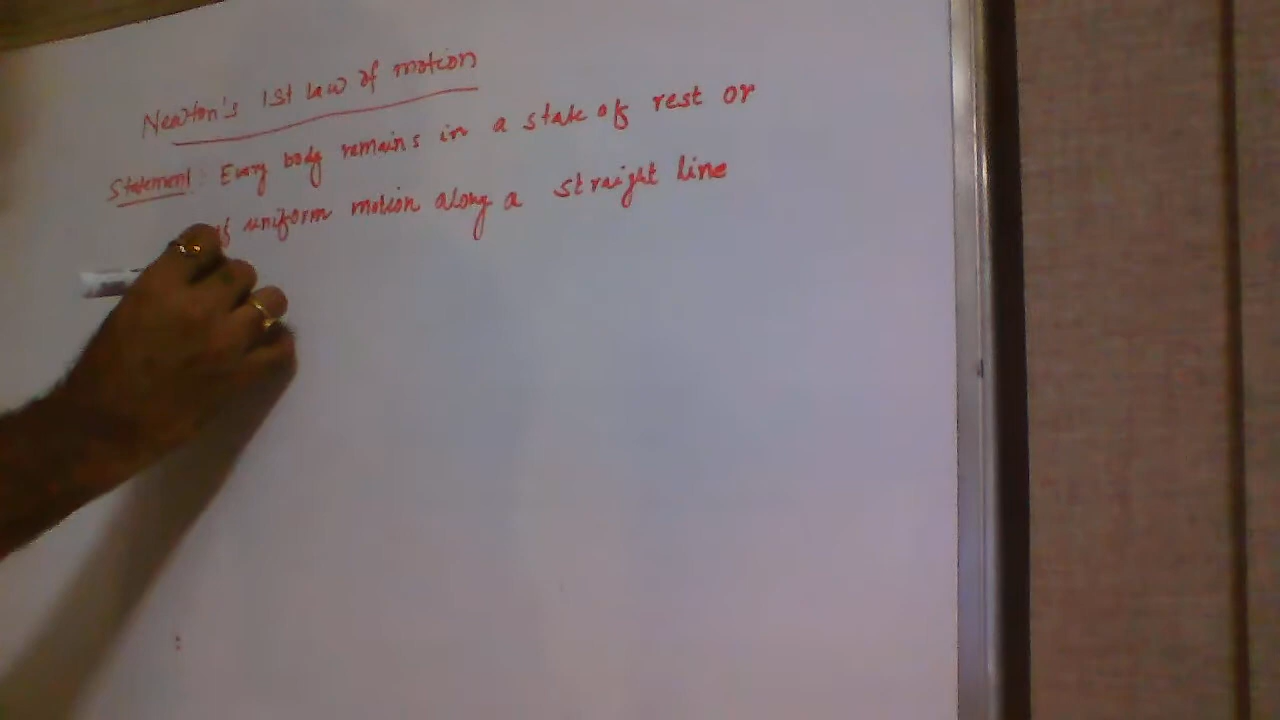 Newton's 1st Law of motion
Statement: Every body remains in a state of rest or
of uniform motion along a straight line